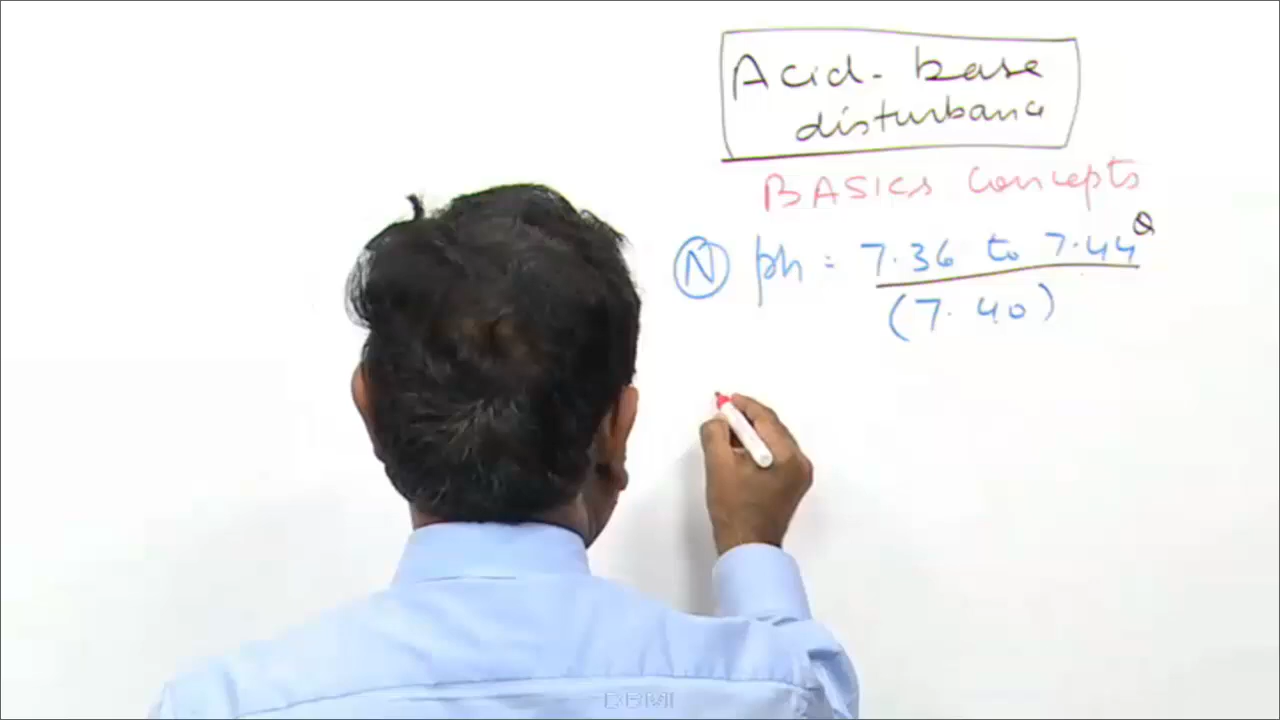 Acid-base
disturbance
BASICS concepts
N ph = 7.36 to 7.44
(7.40)